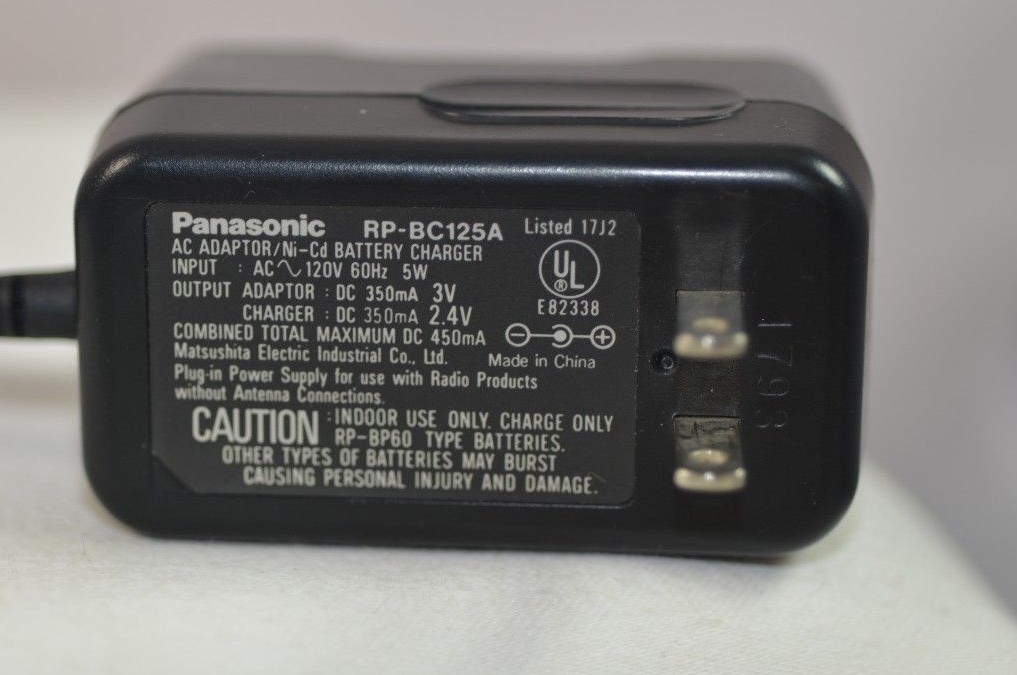 Panasonic RP-BC125A Listed 17J2
AC ADAPTOR/Ni-Cd BATTERY CHARGER
INPUT : AC∿120V 60Hz 5W
UL
®
OUTPUT ADAPTOR : DC 350mA 3V
E82338
CHARGER : DC 350mA 2.4V
COMBINED TOTAL MAXIMUM DC 450mA
Matsushita Electric Industrial Co., Ltd.
Made in China
Plug-in Power Supply for use with Radio Products
without Antenna Connections.
CAUTION : INDOOR USE ONLY. CHARGE ONLY
RP-BP60 TYPE BATTERIES.
OTHER TYPES OF BATTERIES MAY BURST
CAUSING PERSONAL INJURY AND DAMAGE.